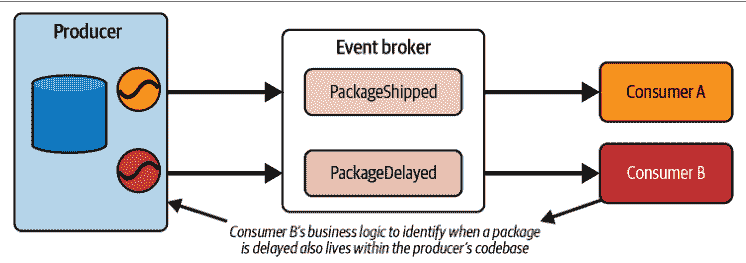 Producer
Event broker
PackageShipped
Consumer A
PackageDelayed
Consumer B
Consumer B's business logic to identify when a package
is delayed also lives within the producer's codebase